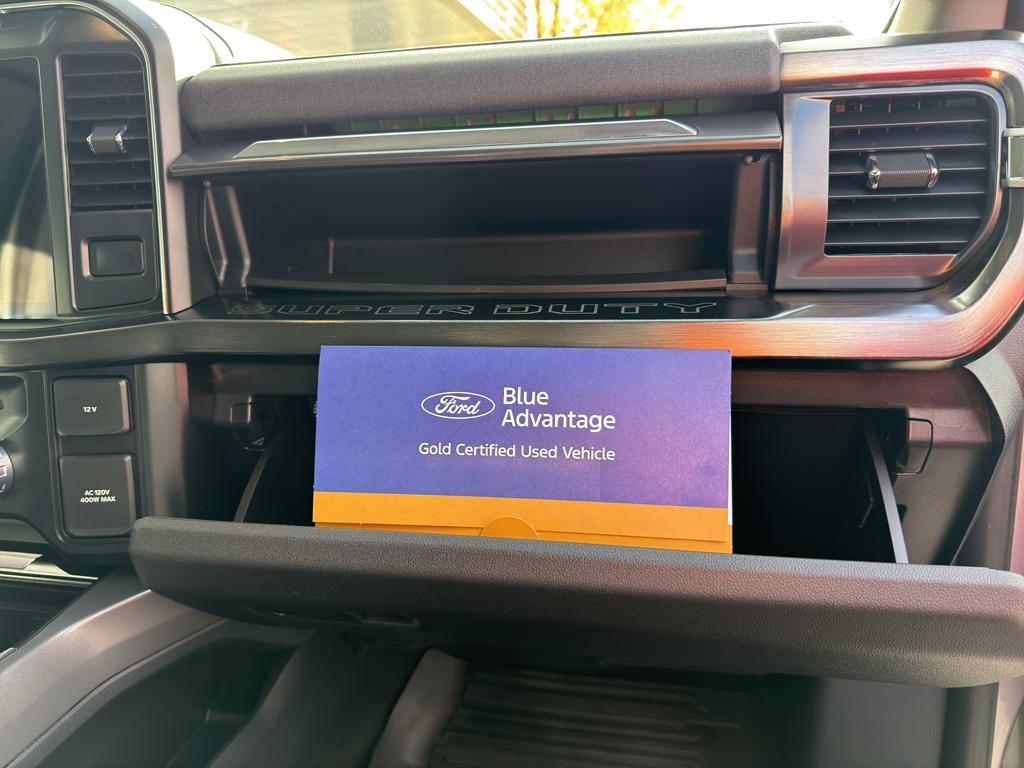 SUPER DUTY
Ford
Blue
Advantage
Gold Certified Used Vehicle
12 V
AC 120V
400W MAX